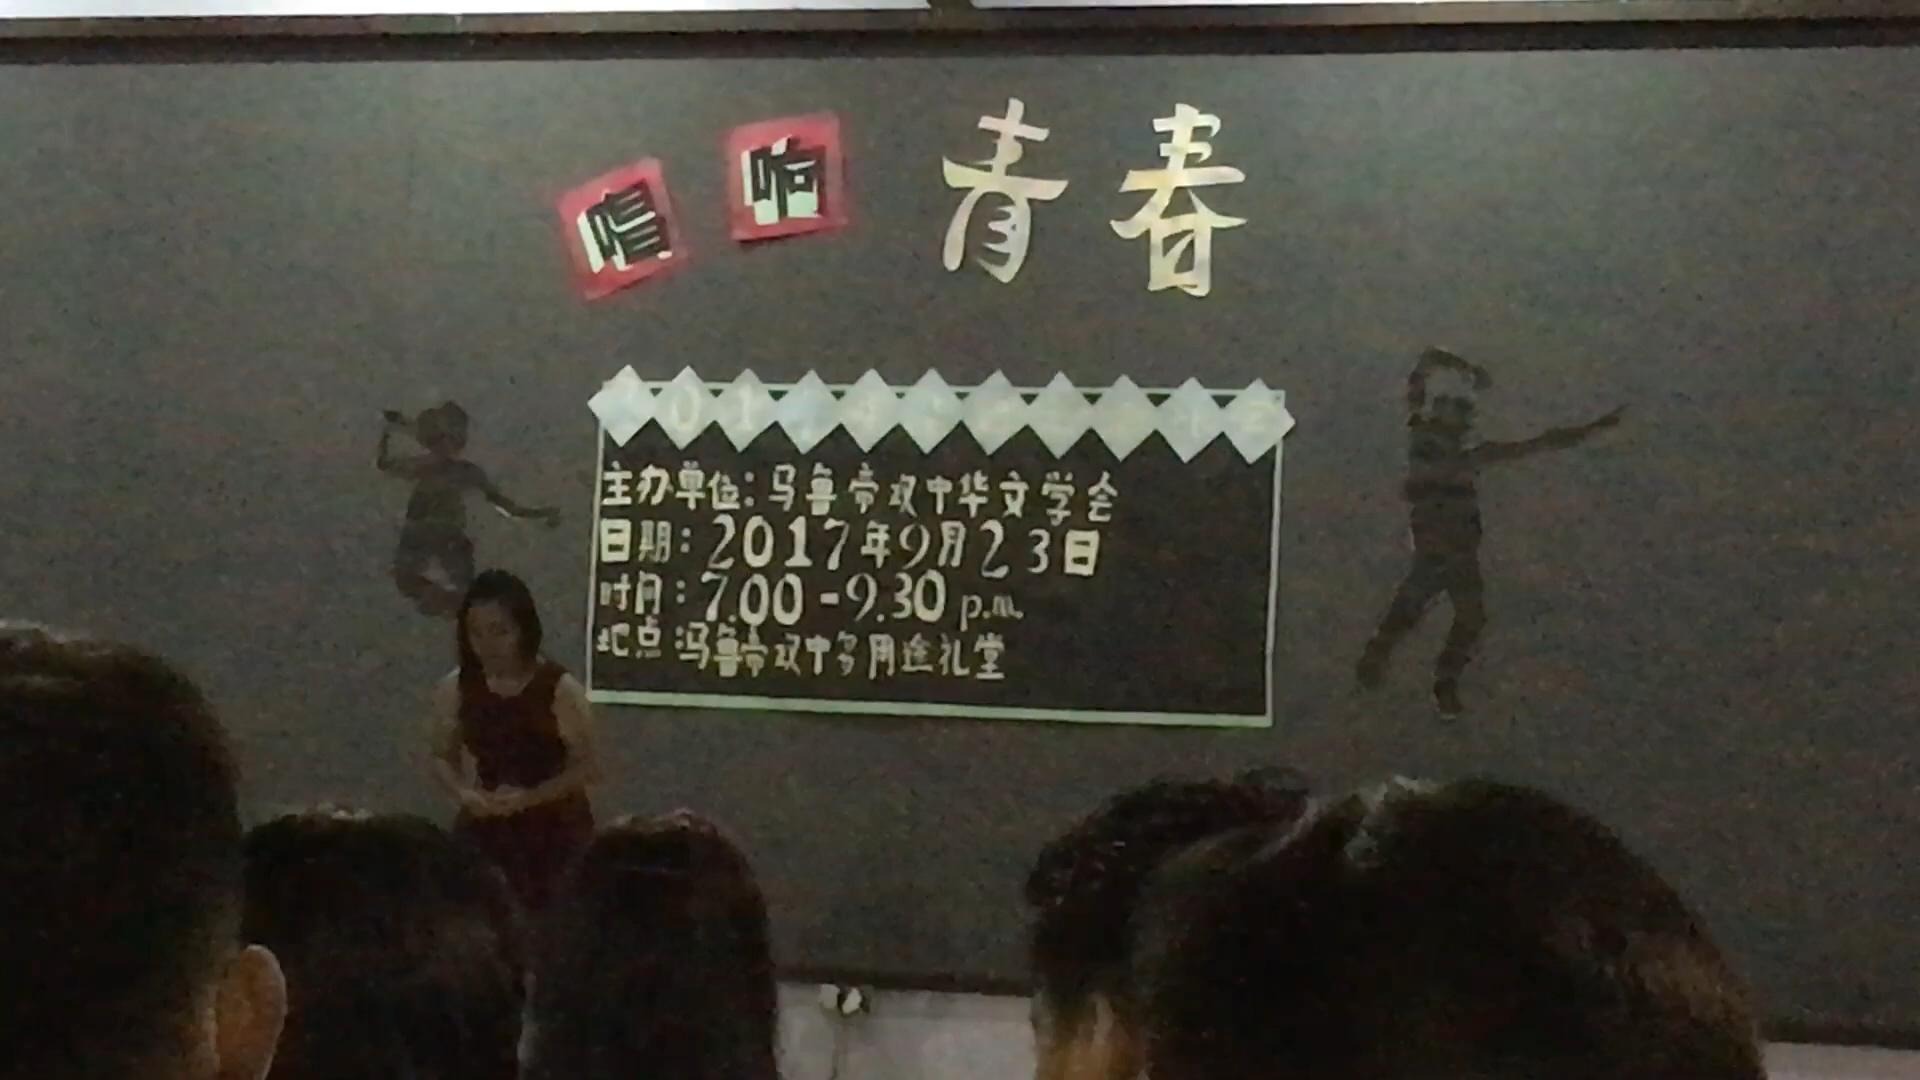 唱响青春
主办单位:马鲁帝双中华文学会
日期:2017年9月23日
时间:7.00-9.30 p.m.
地点:马鲁帝双中多用途礼堂